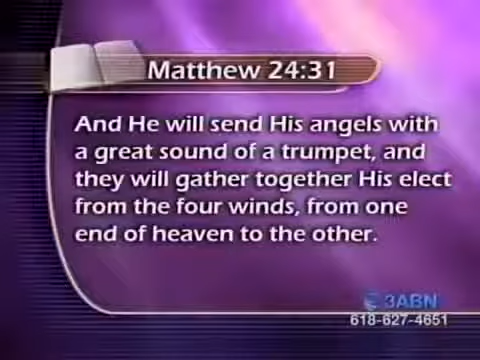 Matthew 24:31
And He will send His angels with
a great sound of a trumpet, and
they will gather together His elect
from the four winds, from one
end of heaven to the other.
3ABN
618-627-4651